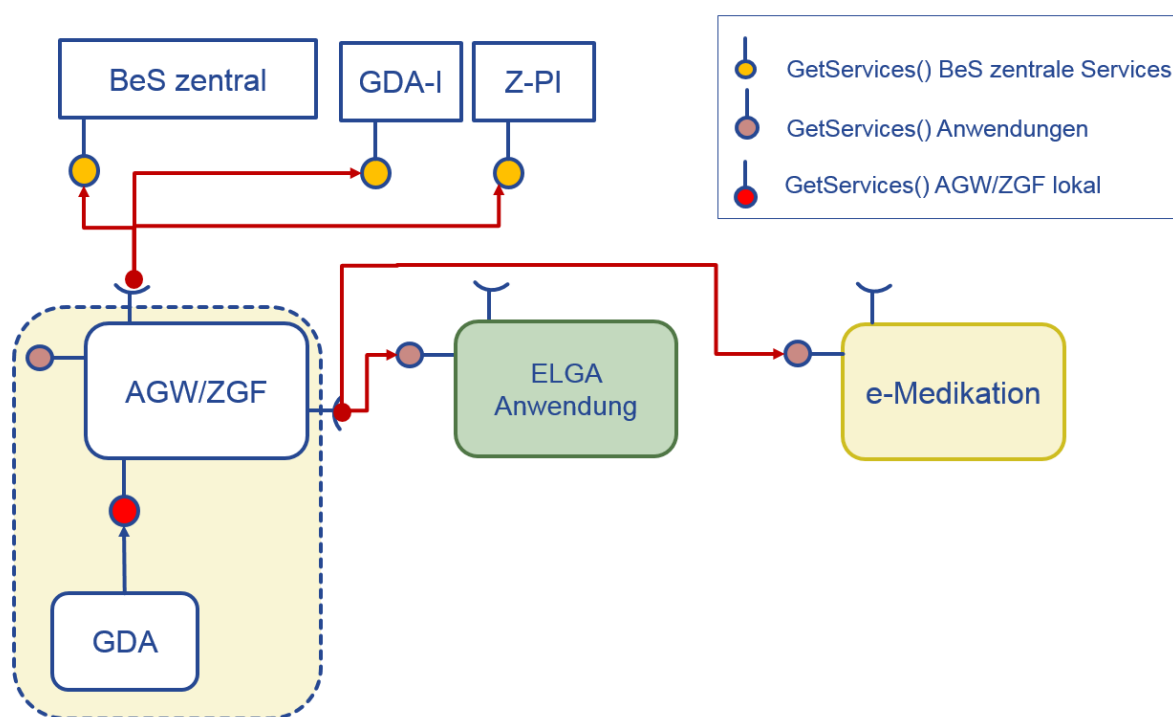 BeS zentral
GDA-I
Z-PI
GetServices() BeS zentrale Services
GetServices() Anwendungen
GetServices() AGW/ZGF lokal
AGW/ZGF
ELGA
Anwendung
e-Medikation
GDA